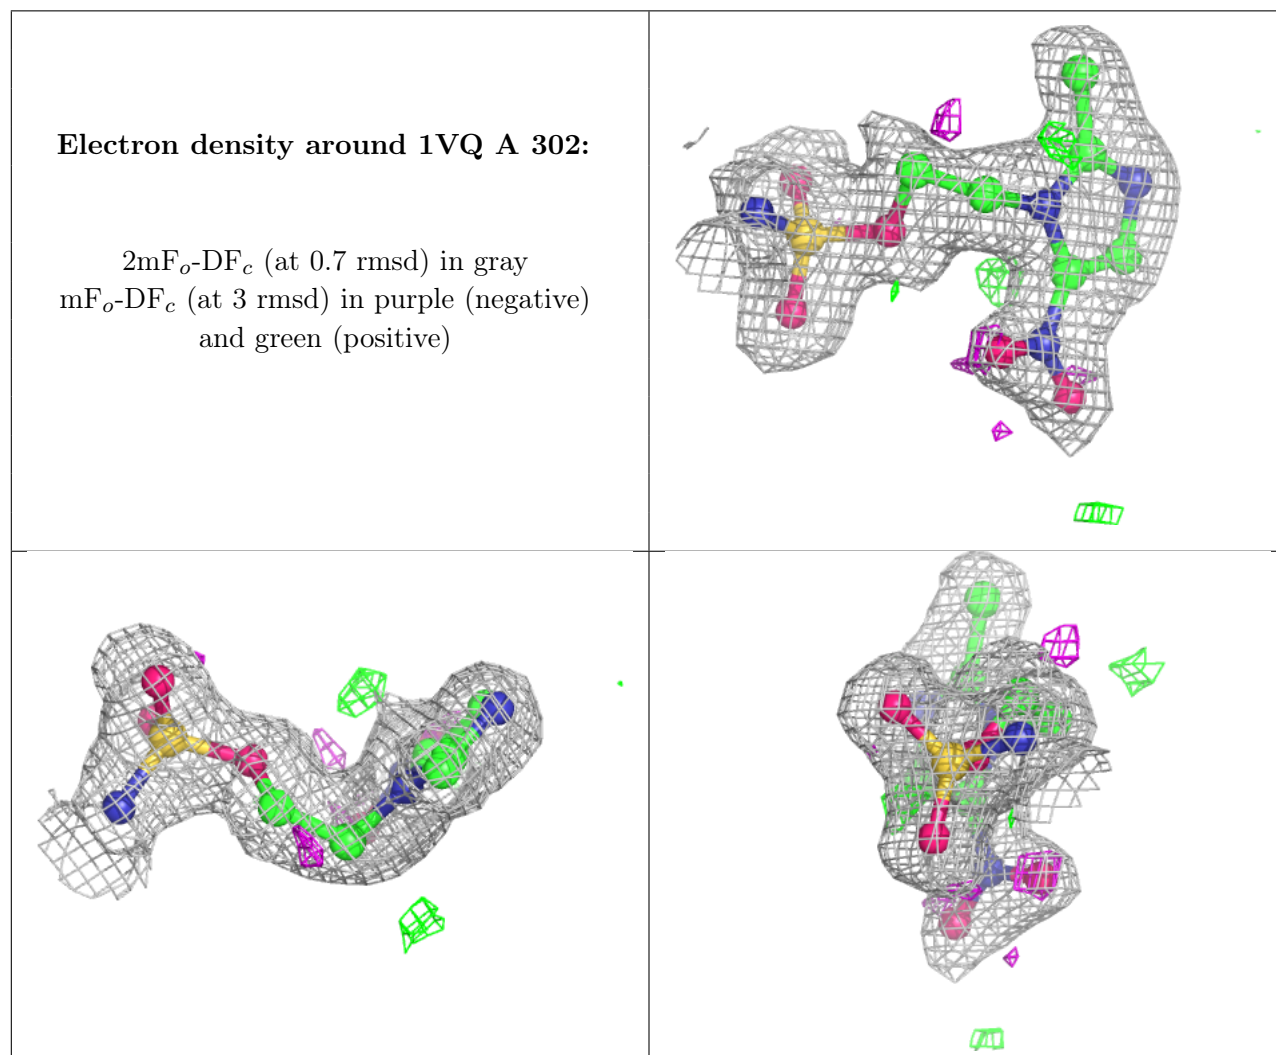 Electron density around 1VQ A 302:
2mFo-DFc (at 0.7 rmsd) in gray
mFo-DFc (at 3 rmsd) in purple (negative)
and green (positive)